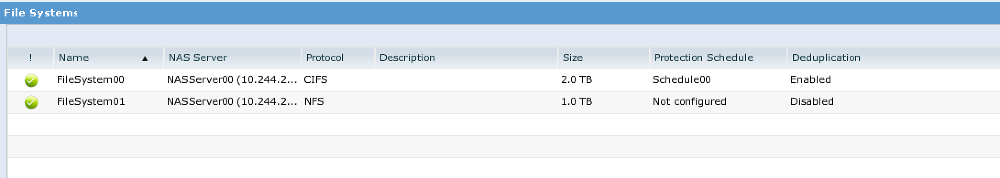 File Systems
! Name ▲ NAS Server Protocol Description Size Protection Schedule Deduplication
FileSystem00 NASServer00 (10.244.2... CIFS 2.0 TB Schedule00 Enabled
FileSystem01 NASServer00 (10.244.2... NFS 1.0 TB Not configured Disabled